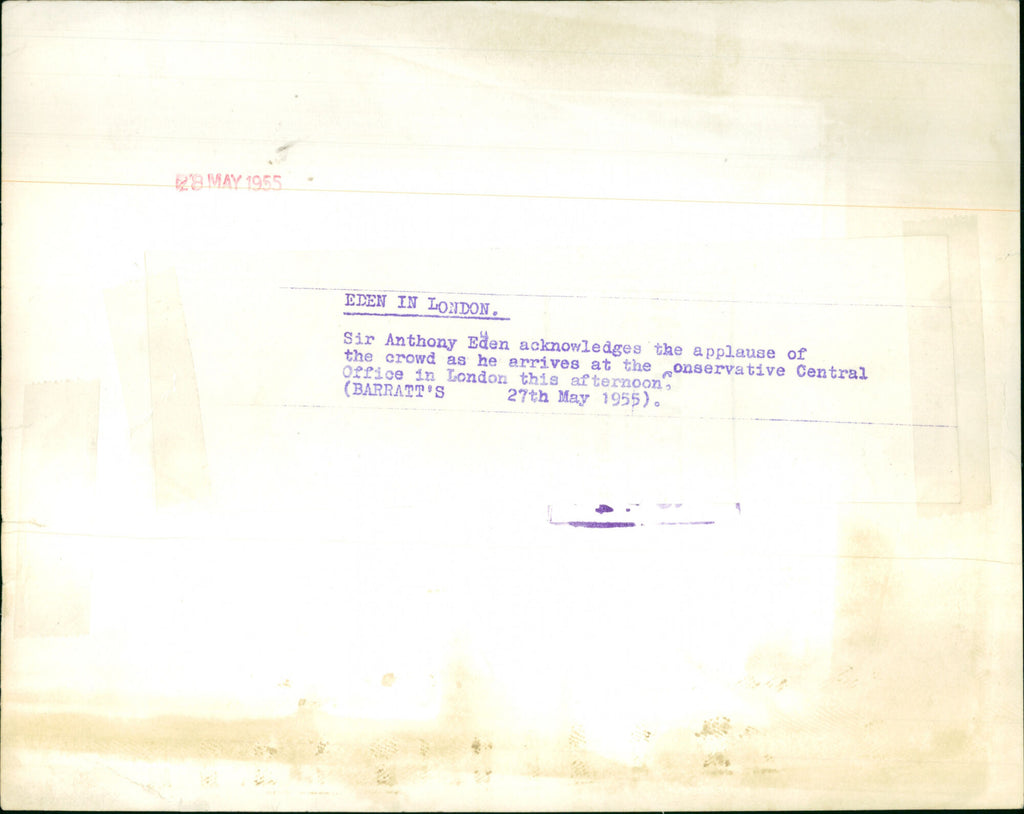 28 MAY 1955
EDEN IN LONDON.
Sir Anthony Eden acknowledges the applause of
the crowd as he arrives at the Conservative Central
Office in London this afternoon,
(BARRATT'S 27th May 1955).